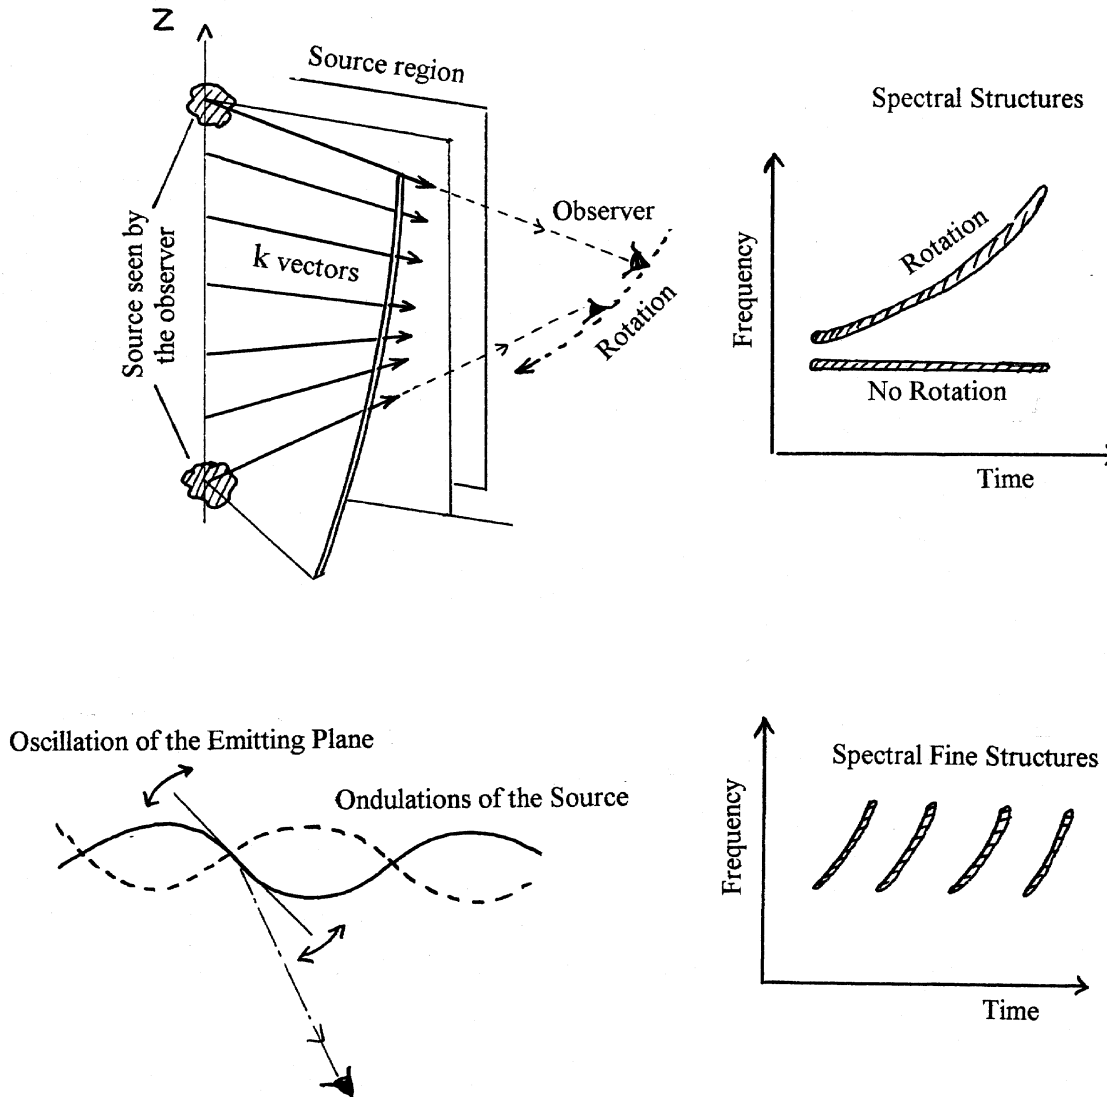 Z
Source region
Spectral Structures
Source seen by
the observer
k vectors
Observer
Rotation
Frequency
Rotation
No Rotation
Time
Oscillation of the Emitting Plane
Ondulations of the Source
Spectral Fine Structures
Frequency
Time